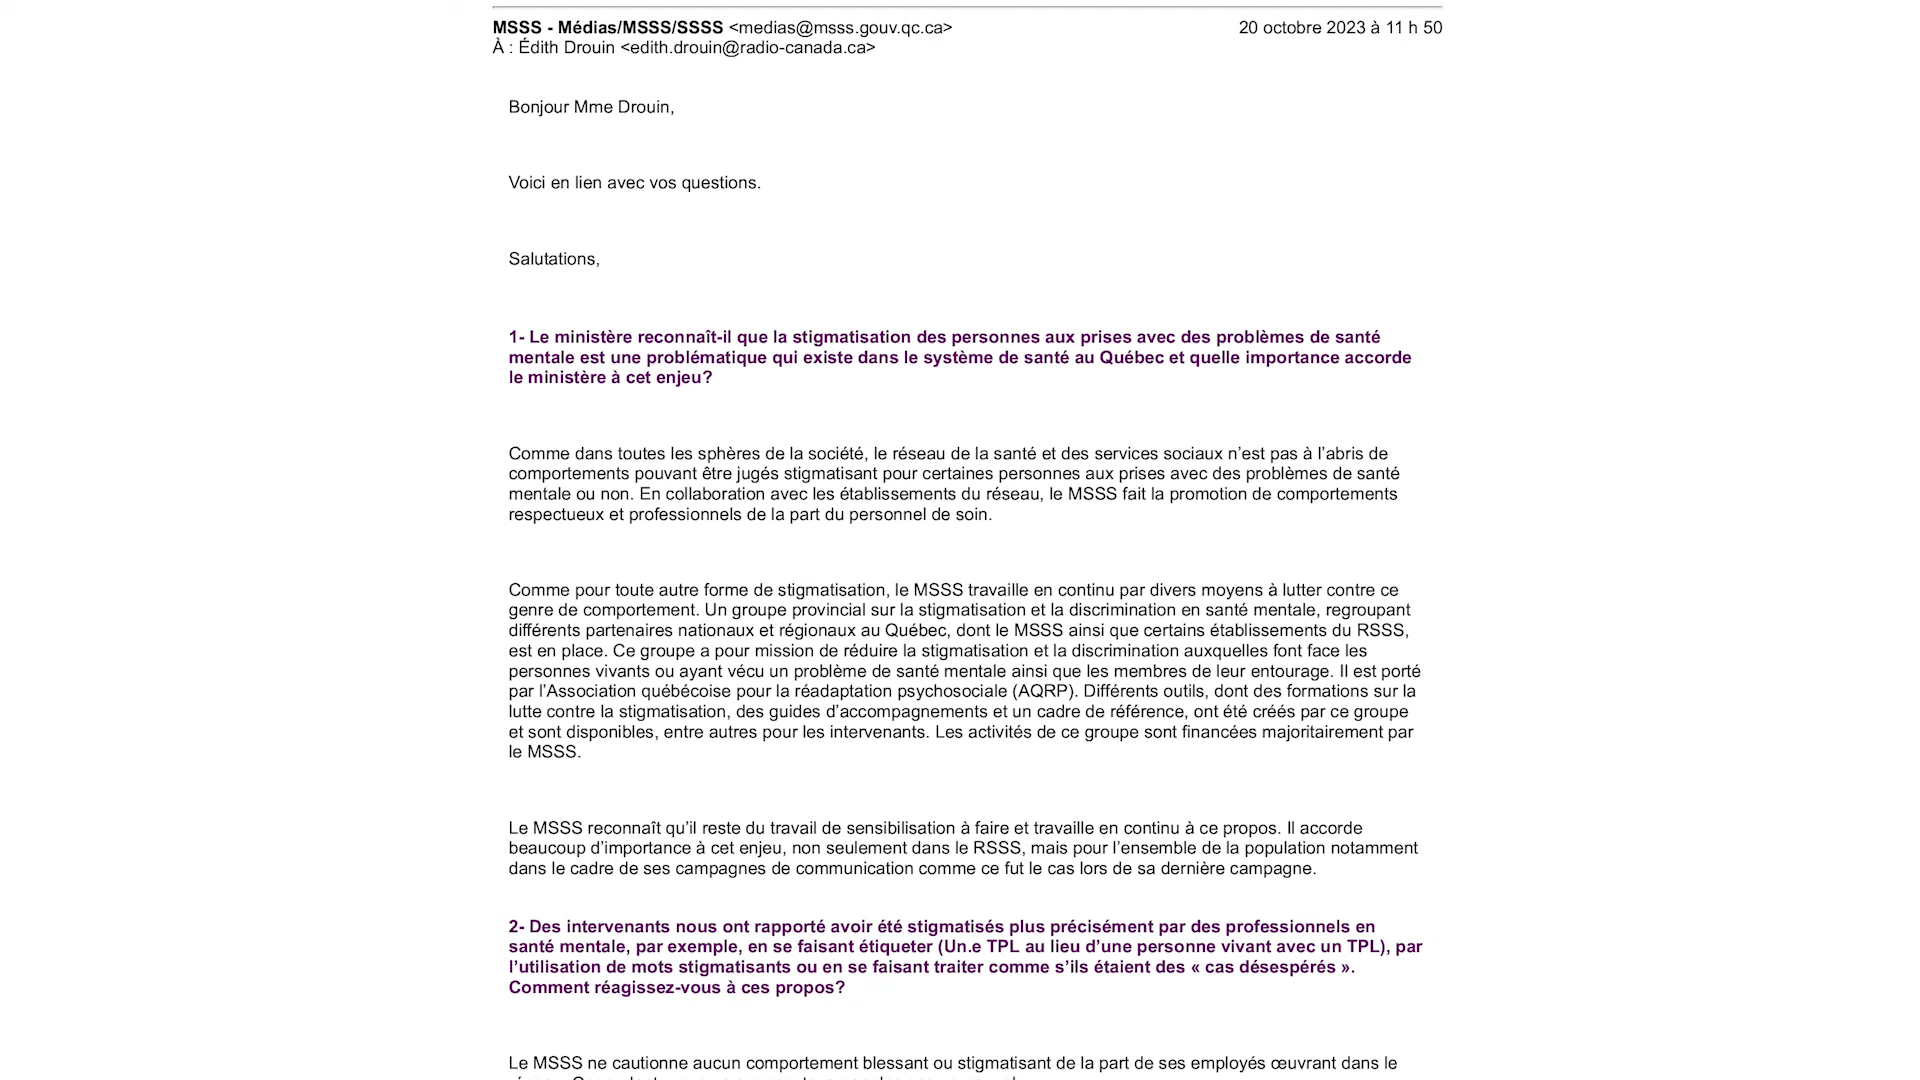 MSSS - Médias/MSSS/SSSS <medias@msss.gouv.qc.ca> 20 octobre 2023 à 11 h 50
À : Édith Drouin <edith.drouin@radio-canada.ca>
Bonjour Mme Drouin,
Voici en lien avec vos questions.
Salutations,
1- Le ministère reconnaît-il que la stigmatisation des personnes aux prises avec des problèmes de santé
mentale est une problématique qui existe dans le système de santé au Québec et quelle importance accorde
le ministère à cet enjeu?
Comme dans toutes les sphères de la société, le réseau de la santé et des services sociaux n’est pas à l’abris de
comportements pouvant être jugés stigmatisant pour certaines personnes aux prises avec des problèmes de santé
mentale ou non. En collaboration avec les établissements du réseau, le MSSS fait la promotion de comportements
respectueux et professionnels de la part du personnel de soin.
Comme pour toute autre forme de stigmatisation, le MSSS travaille en continu par divers moyens à lutter contre ce
genre de comportement. Un groupe provincial sur la stigmatisation et la discrimination en santé mentale, regroupant
différents partenaires nationaux et régionaux au Québec, dont le MSSS ainsi que certains établissements du RSSS,
est en place. Ce groupe a pour mission de réduire la stigmatisation et la discrimination auxquelles font face les
personnes vivants ou ayant vécu un problème de santé mentale ainsi que les membres de leur entourage. Il est porté
par l’Association québécoise pour la réadaptation psychosociale (AQRP). Différents outils, dont des formations sur la
lutte contre la stigmatisation, des guides d’accompagnements et un cadre de référence, ont été créés par ce groupe
et sont disponibles, entre autres pour les intervenants. Les activités de ce groupe sont financées majoritairement par
le MSSS.
Le MSSS reconnaît qu’il reste du travail de sensibilisation à faire et travaille en continu à ce propos. Il accorde
beaucoup d’importance à cet enjeu, non seulement dans le RSSS, mais pour l’ensemble de la population notamment
dans le cadre de ses campagnes de communication comme ce fut le cas lors de sa dernière campagne.
2- Des intervenants nous ont rapporté avoir été stigmatisés plus précisément par des professionnels en
santé mentale, par exemple, en se faisant étiqueter (Un.e TPL au lieu d’une personne vivant avec un TPL), par
l’utilisation de mots stigmatisants ou en se faisant traiter comme s’ils étaient des « cas désespérés ».
Comment réagissez-vous à ces propos?
Le MSSS ne cautionne aucun comportement blessant ou stigmatisant de la part de ses employés œuvrant dans le